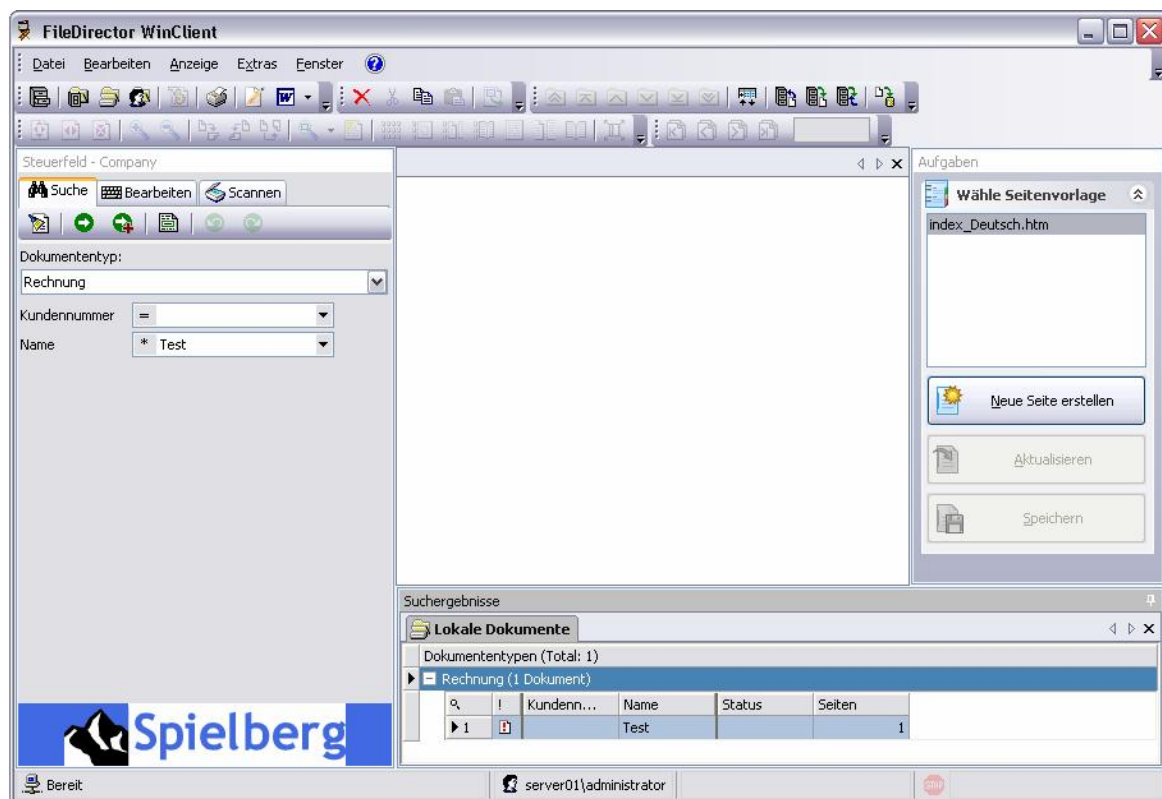 FileDirector WinClient
Datei Bearbeiten Anzeige Extras Fenster
Steuerfeld - Company
Aufgaben
Suche Bearbeiten Scannen
Wähle Seitenvorlage
index_Deutsch.htm
Dokumententyp:
Rechnung
Kundennummer =
Name * Test
Neue Seite erstellen
Aktualisieren
Speichern
Suchergebnisse
Lokale Dokumente
Dokumententypen (Total: 1)
Rechnung (1 Dokument)
! Kundenn... Name Status Seiten
1 Test 1
Spielberg
Bereit server01\administrator